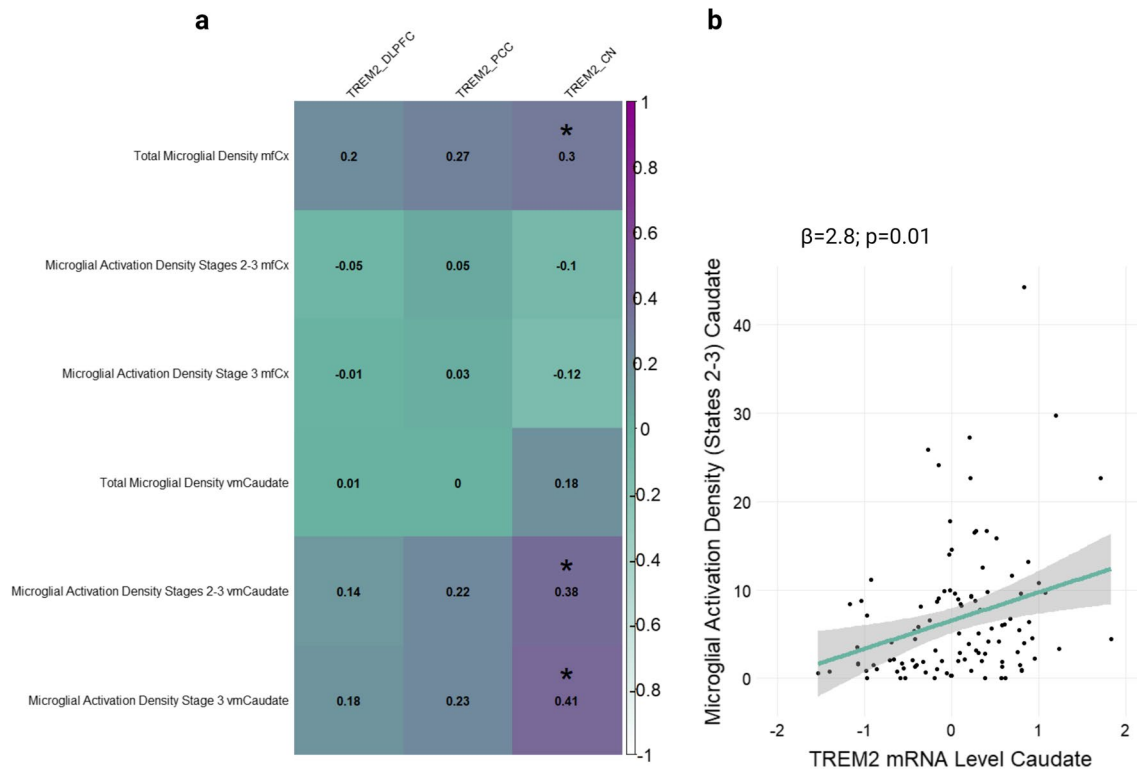 a
TREM2_DLPFC TREM2_PCC TREM2_CN
Total Microglial Density mfCx 0.2 0.27 * 0.3
Microglial Activation Density Stages 2-3 mfCx -0.05 0.05 -0.1
Microglial Activation Density Stage 3 mfCx -0.01 0.03 -0.12
Total Microglial Density vmCaudate 0.01 0 0.18
Microglial Activation Density Stages 2-3 vmCaudate 0.14 0.22 * 0.38
Microglial Activation Density Stage 3 vmCaudate 0.18 0.23 * 0.41
1
0.8
0.6
0.4
0.2
0
-0.2
-0.4
-0.6
-0.8
-1
b
β=2.8; p=0.01
Microglial Activation Density (States 2-3) Caudate
40
30
20
10
0
-2 -1 0 1 2
TREM2 mRNA Level Caudate